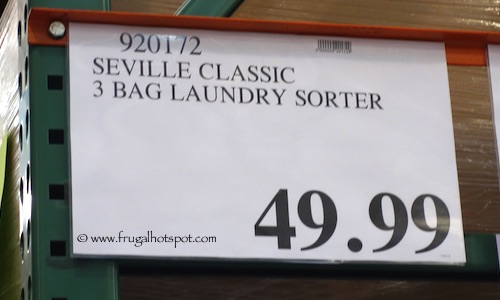 920172
SEVILLE CLASSIC
3 BAG LAUNDRY SORTER
49.99
© www.frugalhotspot.com